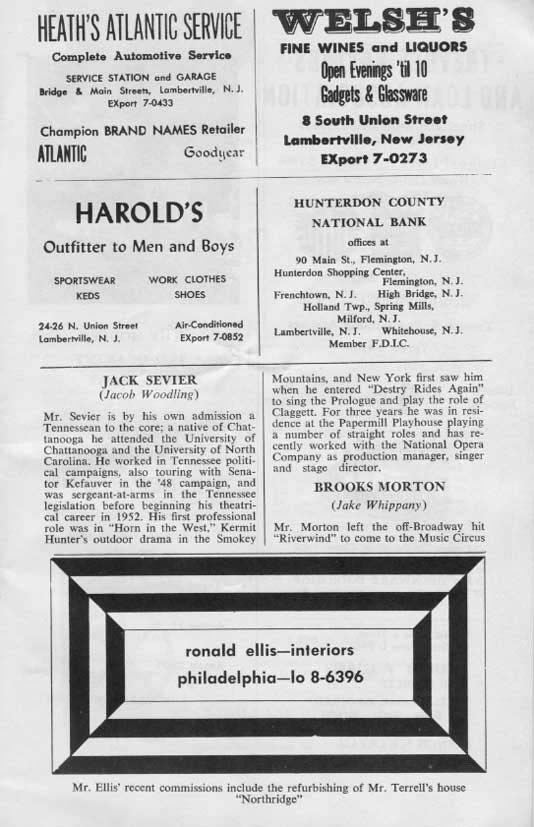 HEATH'S ATLANTIC SERVICE
Complete Automotive Service
SERVICE STATION and GARAGE
Bridge & Main Streets, Lambertville, N. J.
EXport 7-0433
Champion BRAND NAMES Retailer
ATLANTIC Goodyear
WELSH'S
FINE WINES and LIQUORS
Open Evenings 'til 10
Gadgets & Glassware
8 South Union Street
Lambertville, New Jersey
EXport 7-0273
HAROLD'S
Outfitter to Men and Boys
SPORTSWEAR WORK CLOTHES
KEDS SHOES
24-26 N. Union Street Air-Conditioned
Lambertville, N. J. EXport 7-0852
HUNTERDON COUNTY
NATIONAL BANK
offices at
90 Main St., Flemington, N. J.
Hunterdon Shopping Center,
Flemington, N. J.
Frenchtown, N. J. High Bridge, N. J.
Holland Twp., Spring Mills,
Milford, N. J.
Lambertville, N. J. Whitehouse, N. J.
Member F.D.I.C.
JACK SEVIER
(Jacob Woodling)
Mr. Sevier is by his own admission a
Tennessean to the core; a native of Chat-
tanooga he attended the University of
Chattanooga and the University of North
Carolina. He worked in Tennessee politi-
cal campaigns, also touring with Sena-
tor Kefauver in the '48 campaign, and
was sergeant-at-arms in the Tennessee
legislation before beginning his theatri-
cal career in 1952. His first professional
role was in "Horn in the West," Kermit
Hunter's outdoor drama in the Smokey
Mountains, and New York first saw him
when he entered "Destry Rides Again"
to sing the Prologue and play the role of
Claggett. For three years he was in resi-
dence at the Papermill Playhouse playing
a number of straight roles and has re-
cently worked with the National Opera
Company as production manager, singer
and stage director.
BROOKS MORTON
(Jake Whippany)
Mr. Morton left the off-Broadway hit
"Riverwind" to come to the Music Circus
ronald ellis—interiors
philadelphia—lo 8-6396
Mr. Ellis' recent commissions include the refurbishing of Mr. Terrell's house
"Northridge"